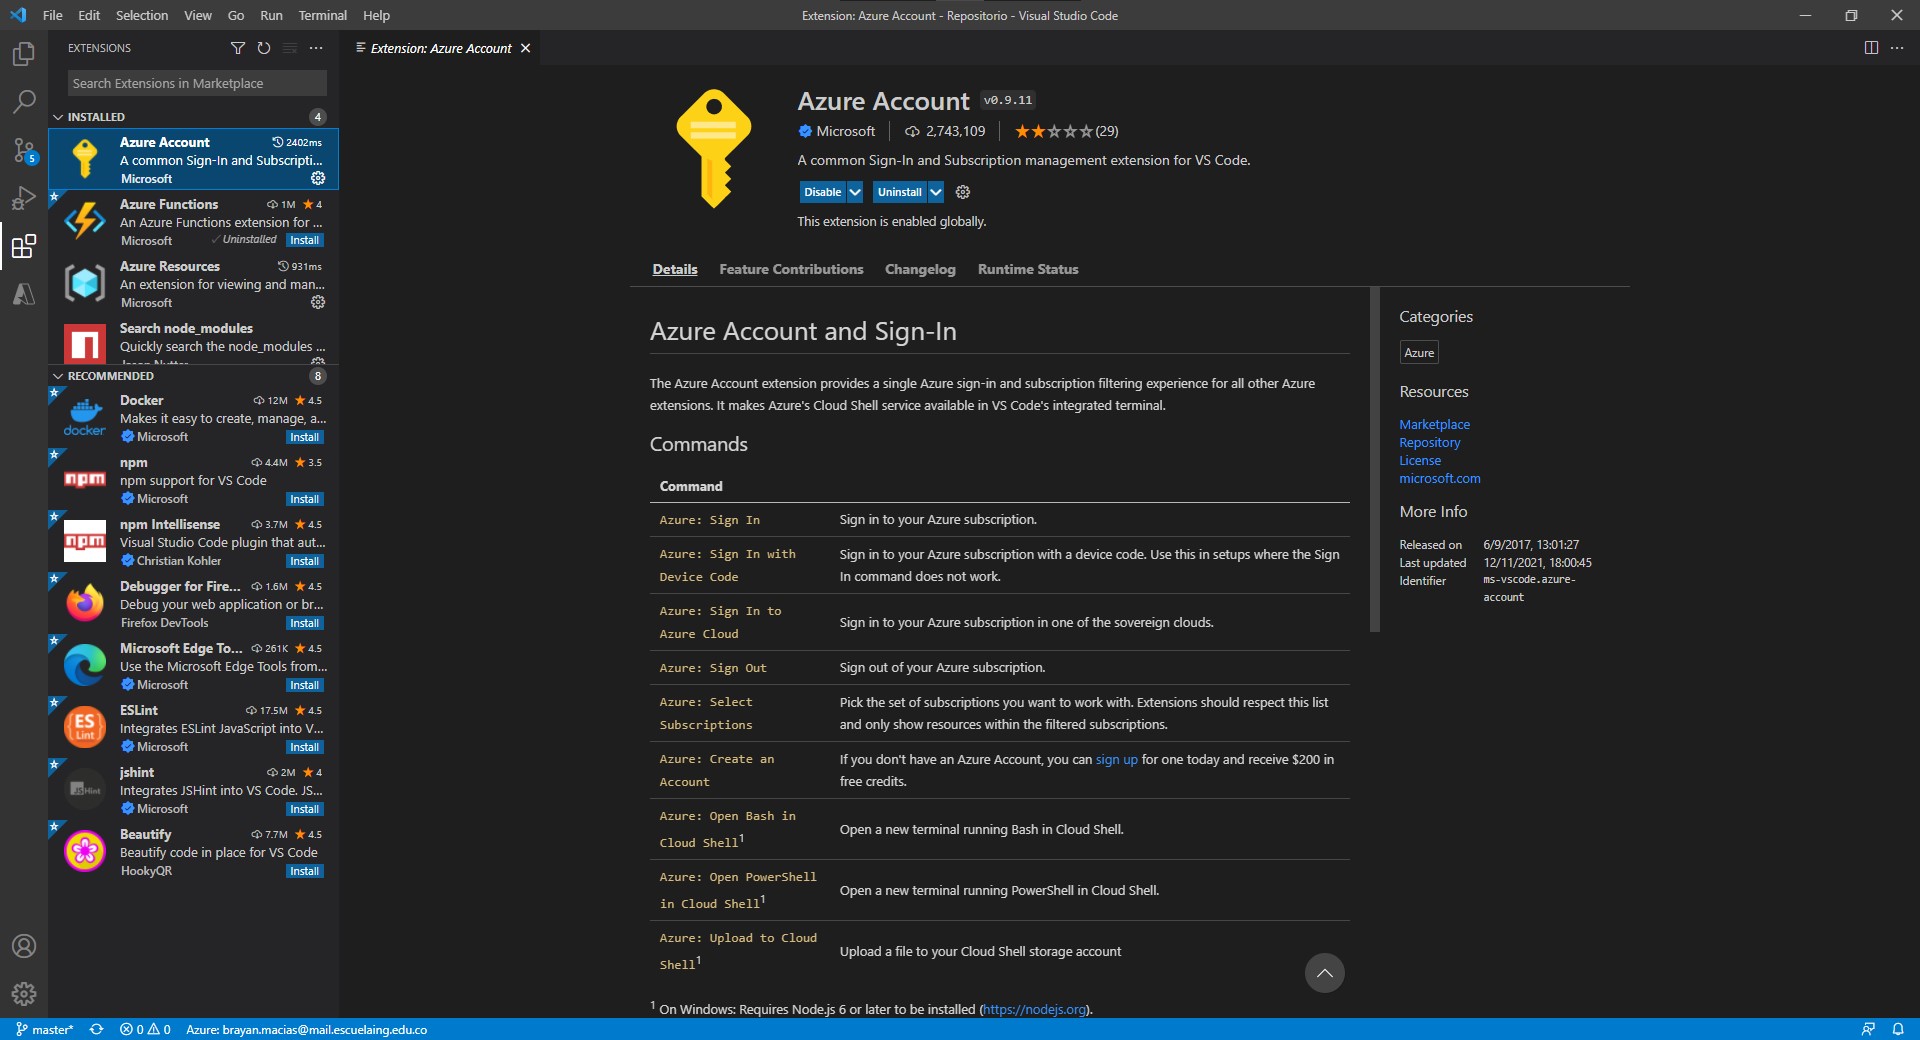 File Edit Selection View Go Run Terminal Help
Extension: Azure Account - Repositorio - Visual Studio Code
EXTENSIONS
Extension: Azure Account
Search Extensions in Marketplace
INSTALLED 4
Azure Account 2402ms
A common Sign-In and Subscripti...
Microsoft
Azure Functions 1M 4
An Azure Functions extension for ...
Microsoft Uninstalled Install
Azure Resources 931ms
An extension for viewing and man...
Microsoft
Search node_modules
Quickly search the node_modules ...
RECOMMENDED 8
Docker 12M 4.5
Makes it easy to create, manage, a...
docker
Microsoft Install
npm 4.4M 3.5
npm
npm support for VS Code
Microsoft Install
npm Intellisense 3.7M 4.5
npm
Visual Studio Code plugin that aut...
Christian Kohler Install
Debugger for Fire... 1.6M 4.5
Debug your web application or br...
Firefox DevTools Install
Microsoft Edge To... 261K 4.5
Use the Microsoft Edge Tools from...
Microsoft Install
ESLint 17.5M 4.5
ES
Lint
Integrates ESLint JavaScript into V...
Microsoft Install
jshint 2M 4
JSHint
Integrates JSHint into VS Code. JS...
Microsoft Install
Beautify 7.7M 4.5
Beautify code in place for VS Code
HookyQR Install
5
Azure Account v0.9.11
Microsoft 2,743,109 (29)
A common Sign-In and Subscription management extension for VS Code.
Disable Uninstall
This extension is enabled globally.
Details Feature Contributions Changelog Runtime Status
Azure Account and Sign-In
The Azure Account extension provides a single Azure sign-in and subscription filtering experience for all other Azure
extensions. It makes Azure's Cloud Shell service available in VS Code's integrated terminal.
Commands
Command
Azure: Sign In
Sign in to your Azure subscription.
Azure: Sign In with
Device Code
Sign in to your Azure subscription with a device code. Use this in setups where the Sign
In command does not work.
Azure: Sign In to
Azure Cloud
Sign in to your Azure subscription in one of the sovereign clouds.
Azure: Sign Out
Sign out of your Azure subscription.
Azure: Select
Subscriptions
Pick the set of subscriptions you want to work with. Extensions should respect this list
and only show resources within the filtered subscriptions.
Azure: Create an
Account
If you don't have an Azure Account, you can sign up for one today and receive $200 in
free credits.
Azure: Open Bash in
Cloud Shell1
Open a new terminal running Bash in Cloud Shell.
Azure: Open PowerShell
in Cloud Shell1
Open a new terminal running PowerShell in Cloud Shell.
Azure: Upload to Cloud
Shell1
Upload a file to your Cloud Shell storage account
1 On Windows: Requires Node.js 6 or later to be installed (https://nodejs.org).
Categories
Azure
Resources
Marketplace
Repository
License
microsoft.com
More Info
Released on 6/9/2017, 13:01:27
Last updated 12/11/2021, 18:00:45
Identifier ms-vscode.azure-
account
master* 0 0 Azure: brayan.macias@mail.escuelaing.edu.co